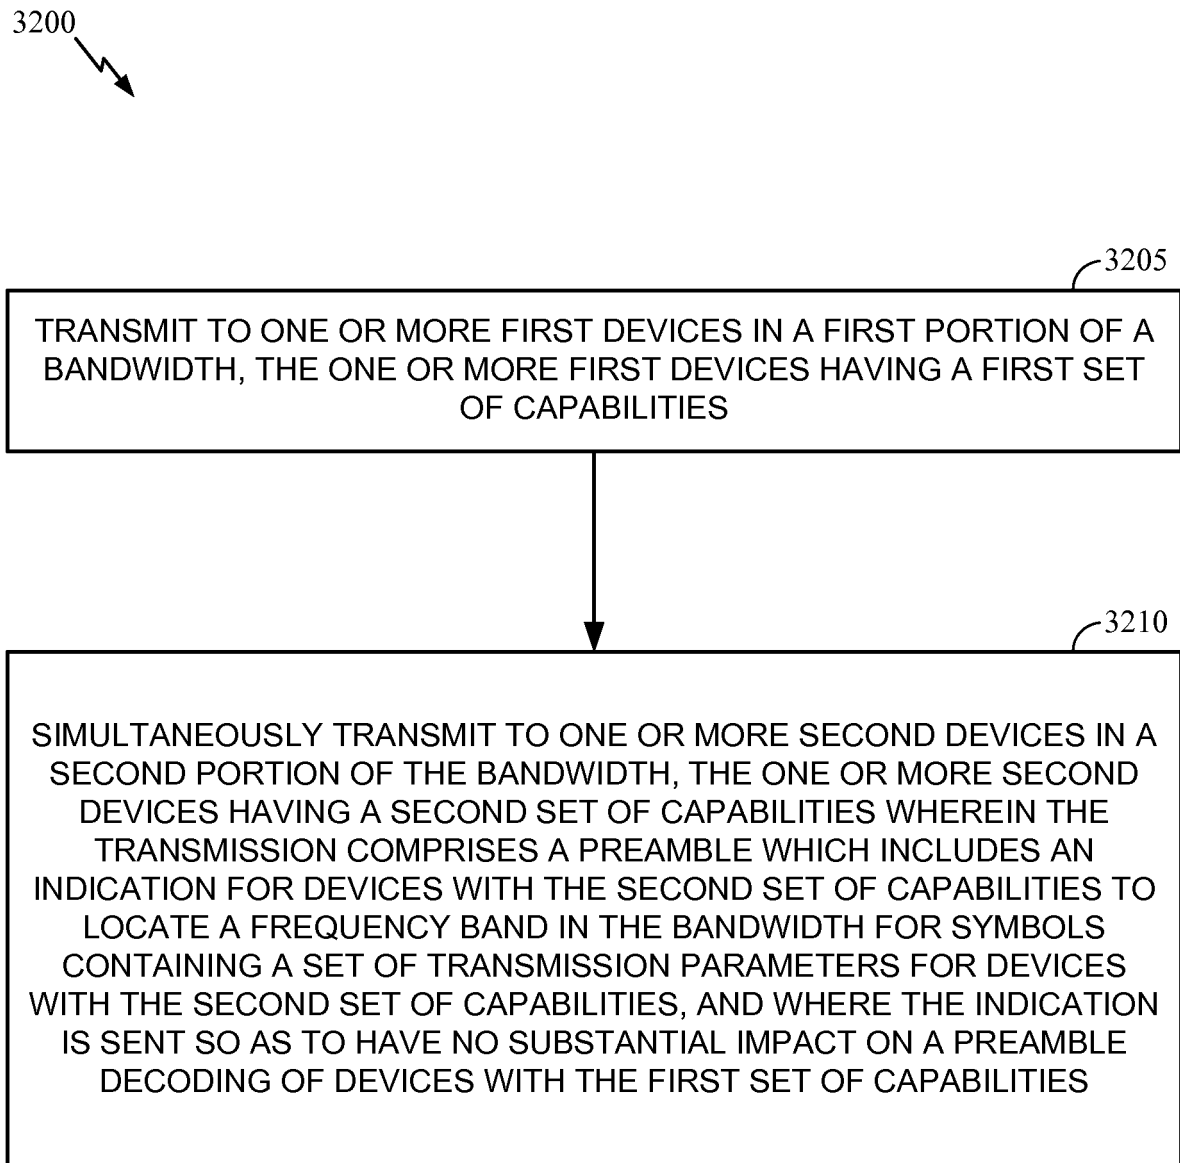 3200
3205
TRANSMIT TO ONE OR MORE FIRST DEVICES IN A FIRST PORTION OF A
BANDWIDTH, THE ONE OR MORE FIRST DEVICES HAVING A FIRST SET
OF CAPABILITIES
3210
SIMULTANEOUSLY TRANSMIT TO ONE OR MORE SECOND DEVICES IN A
SECOND PORTION OF THE BANDWIDTH, THE ONE OR MORE SECOND
DEVICES HAVING A SECOND SET OF CAPABILITIES WHEREIN THE
TRANSMISSION COMPRISES A PREAMBLE WHICH INCLUDES AN
INDICATION FOR DEVICES WITH THE SECOND SET OF CAPABILITIES TO
LOCATE A FREQUENCY BAND IN THE BANDWIDTH FOR SYMBOLS
CONTAINING A SET OF TRANSMISSION PARAMETERS FOR DEVICES
WITH THE SECOND SET OF CAPABILITIES, AND WHERE THE INDICATION
IS SENT SO AS TO HAVE NO SUBSTANTIAL IMPACT ON A PREAMBLE
DECODING OF DEVICES WITH THE FIRST SET OF CAPABILITIES